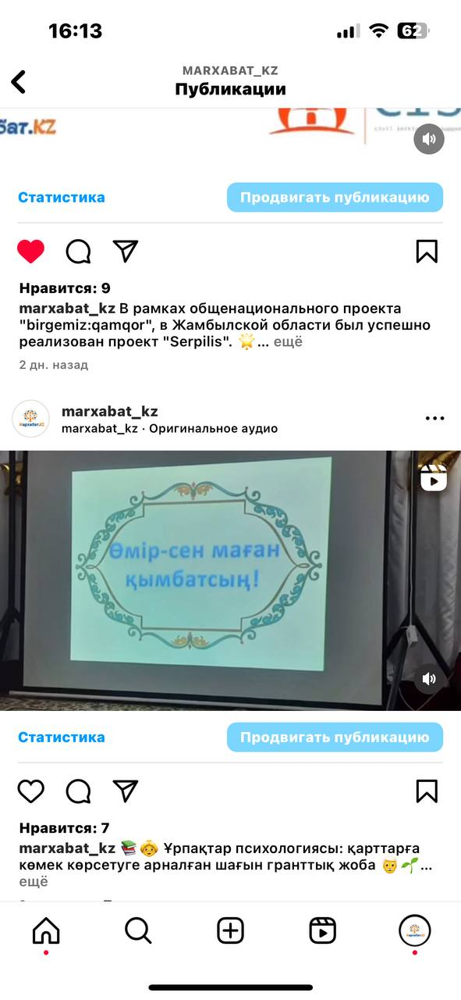 16:13
62
MARXABAT_KZ
Публикации
бат.KZ
Статистика
Продвигать публикацию
Нравится: 9
marxabat_kz В рамках общенационального проекта
"birgemiz:qamqor", в Жамбылской области был успешно
реализован проект "Serpilis". 🌟... ещё
2 дн. назад
marxabat_kz
marxabat_kz · Оригинальное аудио
Өмір-сен маған
қымбатсың!
Статистика
Продвигать публикацию
Нравится: 7
marxabat_kz 📚👵 Ұрпақтар психологиясы: қарттарға
көмек көрсетуге арналған шағын гранттық жоба 👴🌱...
ещё